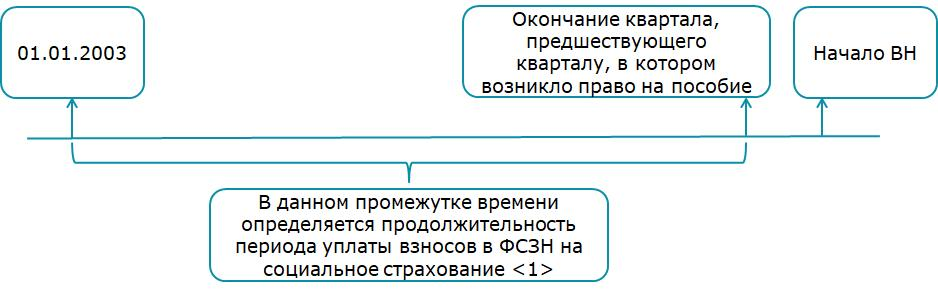 01.01.2003
Окончание квартала,
предшествующего
кварталу, в котором
возникло право на пособие
Начало ВН
В данном промежутке времени
определяется продолжительность
периода уплаты взносов в ФСЗН на
социальное страхование <1>